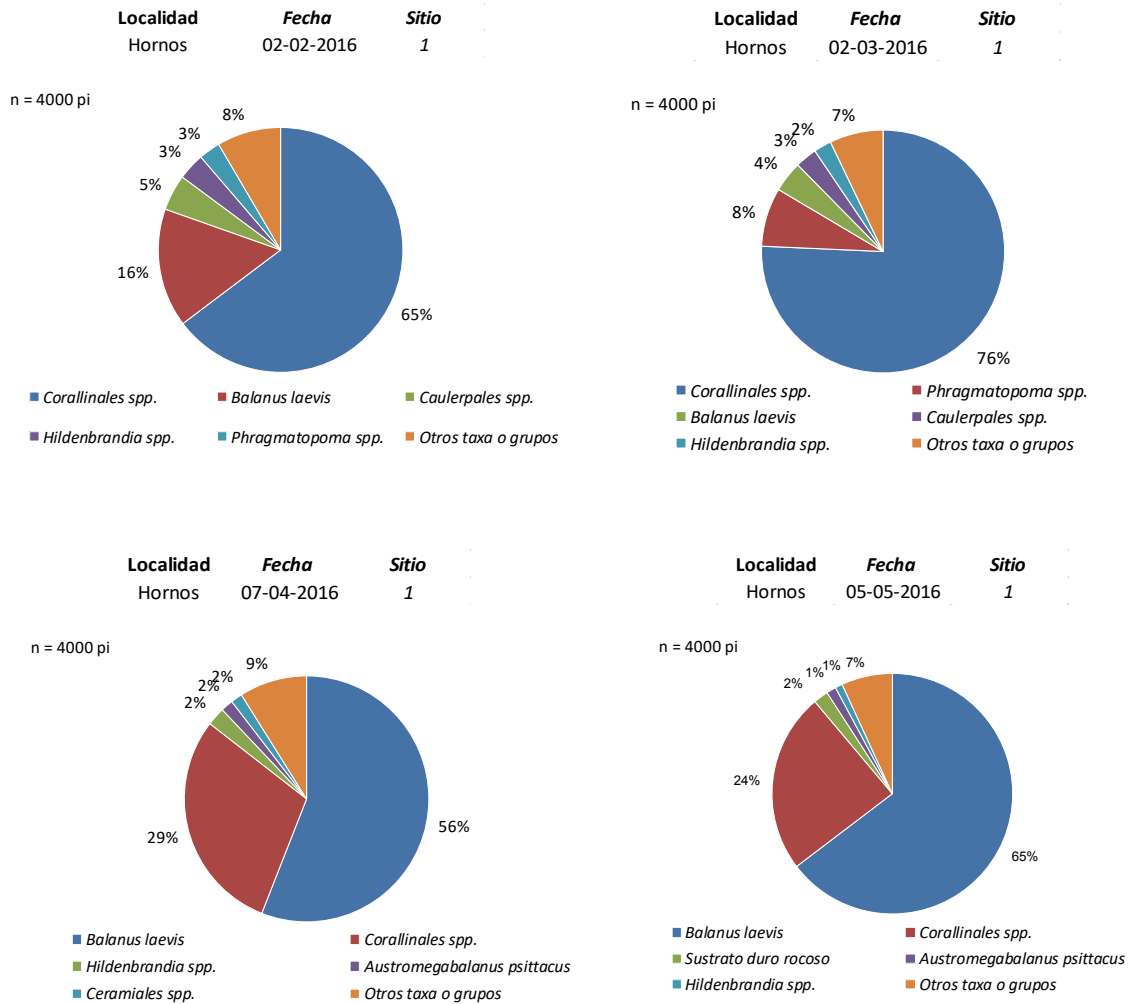 Localidad Fecha Sitio
Hornos 02-02-2016 1
n = 4000 pi
8%
3%
3%
5%
16%
65%
Corallinales spp. Balanus laevis Caulerpales spp.
Hildenbrandia spp. Phragmatopoma spp. Otros taxa o grupos
Localidad Fecha Sitio
Hornos 02-03-2016 1
n = 4000 pi
7%
2%
3%
4%
8%
76%
Corallinales spp. Phragmatopoma spp.
Balanus laevis Caulerpales spp.
Hildenbrandia spp. Otros taxa o grupos
Localidad Fecha Sitio
Hornos 07-04-2016 1
n = 4000 pi
9%
2%
2%
2%
29%
56%
Balanus laevis Corallinales spp.
Hildenbrandia spp. Austromegabalanus psittacus
Ceramiales spp. Otros taxa o grupos
Localidad Fecha Sitio
Hornos 05-05-2016 1
n = 4000 pi
7%
1%
1%
2%
24%
65%
Balanus laevis Corallinales spp.
Sustrato duro rocoso Austromegabalanus psittacus
Hildenbrandia spp. Otros taxa o grupos